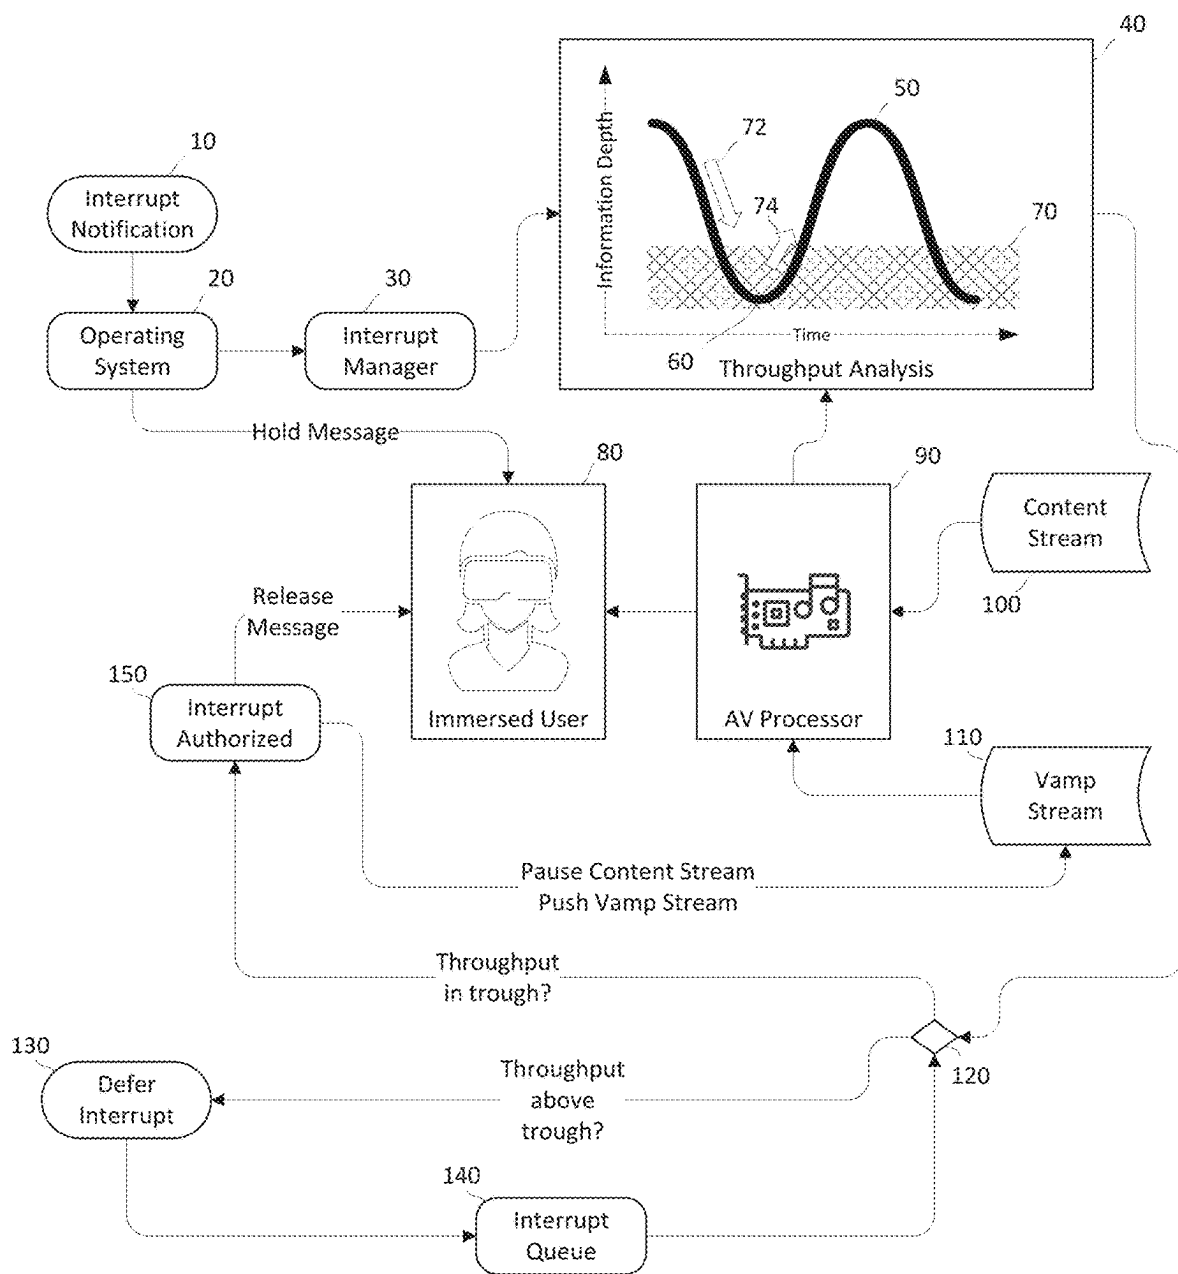 40
50
72
10
Interrupt
Notification
Information Depth
74
70
20
30
Operating
System
Interrupt
Manager
Time
60
Throughput Analysis
Hold Message
80
90
Content
Stream
100
Release
Message
150
Interrupt
Authorized
Immersed User
AV Processor
110
Vamp
Stream
Pause Content Stream
Push Vamp Stream
Throughput
in trough?
130
Defer
Interrupt
Throughput
above
trough?
120
140
Interrupt
Queue